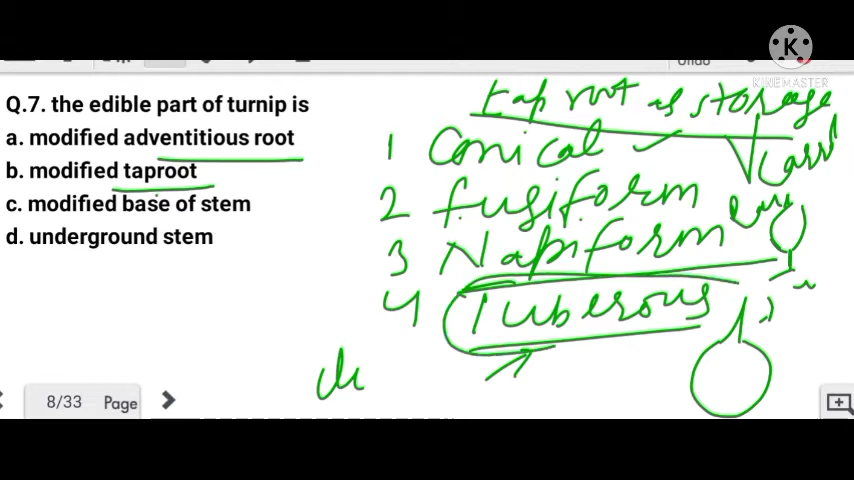 Undo
K
KINEMASTER
Q.7. the edible part of turnip is
a. modified adventitious root
b. modified taproot
c. modified base of stem
d. underground stem
tap root as storage
1 Conical
2 fusiform
3 Napiform
4 Tuberous
8/33 Page